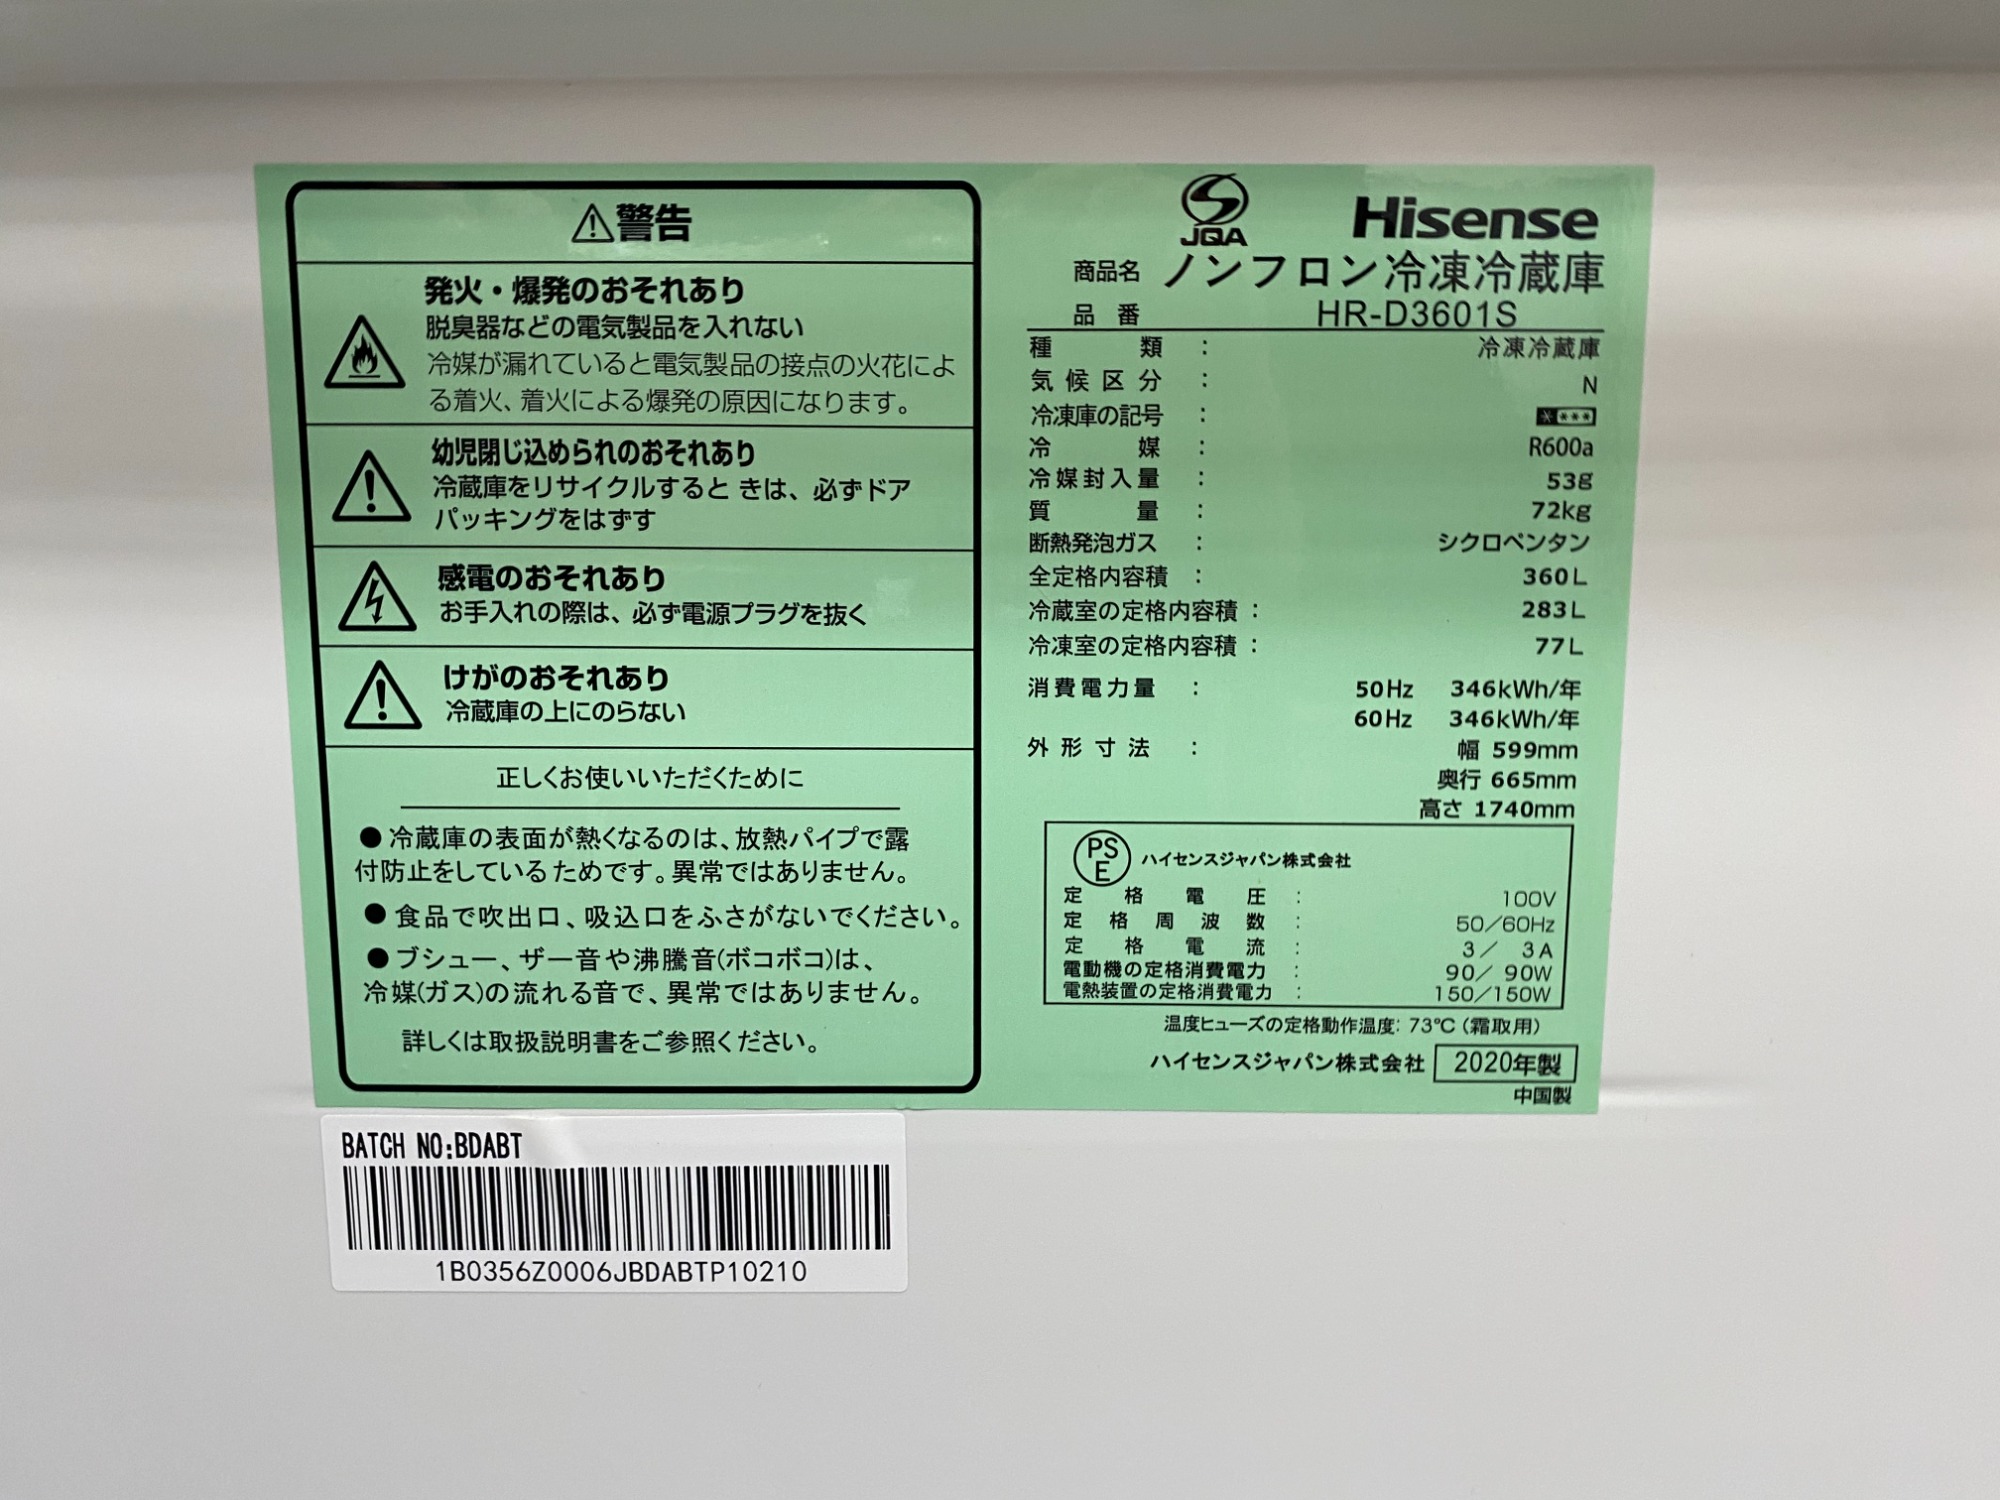 警告
発火・爆発のおそれあり
脱臭器などの電気製品を入れない
冷媒が漏れていると電気製品の接点の火花によ
る着火、着火による爆発の原因になります。
幼児閉じ込められのおそれあり
冷蔵庫をリサイクルすると きは、必ずドア
パッキングをはずす
感電のおそれあり
お手入れの際は、必ず電源プラグを抜く
けがのおそれあり
冷蔵庫の上にのらない
正しくお使いいただくために
●冷蔵庫の表面が熱くなるのは、放熱パイプで露
付防止をしているためです。異常ではありません。
●食品で吹出口、吸込口をふさがないでください。
●ブシュー、ザー音や沸騰音(ボコボコ)は、
冷媒(ガス)の流れる音で、異常ではありません。
詳しくは取扱説明書をご参照ください。
JQA
Hisense
商品名 ノンフロン冷凍冷蔵庫
品番 HR-D3601S
種類 : 冷凍冷蔵庫
気候区分 : N
冷凍庫の記号 : ****
冷媒 : R600a
冷媒封入量 : 53g
質量 : 72kg
断熱発泡ガス : シクロペンタン
全定格内容積 : 360L
冷蔵室の定格内容積 : 283L
冷凍室の定格内容積 : 77L
消費電力量 : 50Hz 346kWh/年
60Hz 346kWh/年
外形寸法 : 幅 599mm
奥行 665mm
高さ 1740mm
PS
E
ハイセンスジャパン株式会社
定格電圧 : 100V
定格周波数 : 50/60Hz
定格電流 : 3/ 3A
電動機の定格消費電力 : 90/ 90W
電熱装置の定格消費電力 : 150/150W
温度ヒューズの定格動作温度: 73℃ (霜取用)
ハイセンスジャパン株式会社 2020年製
中国製
BATCH NO:BDABT
1B0356Z0006JBDABTP10210